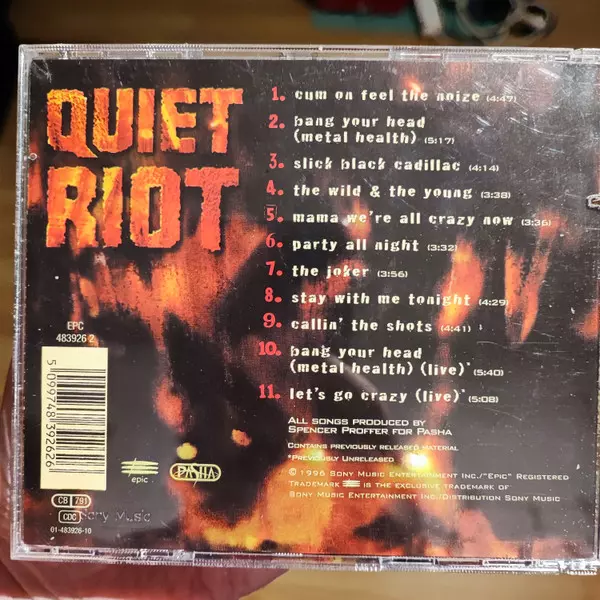 QUIET
RIOT
1. cum on feel the noize (4:47)
2. bang your head
(metal health) (5:17)
3. slick black cadillac (4:14)
4. the wild & the young (3:38)
5. mama we're all crazy now (3:36)
6. party all night (3:32)
7. the joker (3:56)
8. stay with me tonight (4:29)
9. callin' the shots (4:41)
10. bang your head
(metal health) (live)* (5:40)
11. let's go crazy (live)* (5:08)
ALL SONGS PRODUCED BY
SPENCER PROFFER FOR PASHA
CONTAINS PREVIOUSLY RELEASED MATERIAL
*PREVIOUSLY UNRELEASED
© 1996 SONY MUSIC ENTERTAINMENT INC./"EPIC" REGISTERED
TRADEMARK IS THE EXCLUSIVE TRADEMARK OF
SONY MUSIC ENTERTAINMENT INC./DISTRIBUTION SONY MUSIC
EPC
483926 2
5 099748 392626
epic
PASHA
CB 791
CDC
Sony Music
01-483926-10